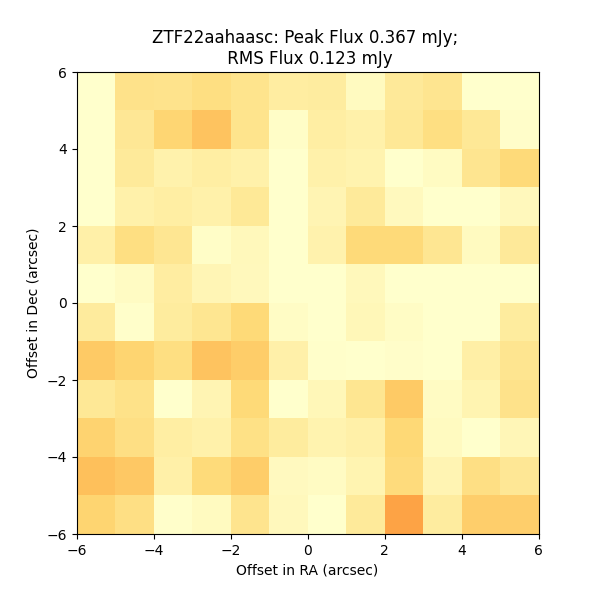 ZTF22aahaasc: Peak Flux 0.367 mJy;
RMS Flux 0.123 mJy
6
4
2
0
−2
−4
−6
Offset in Dec (arcsec)
−6 −4 −2 0 2 4 6
Offset in RA (arcsec)